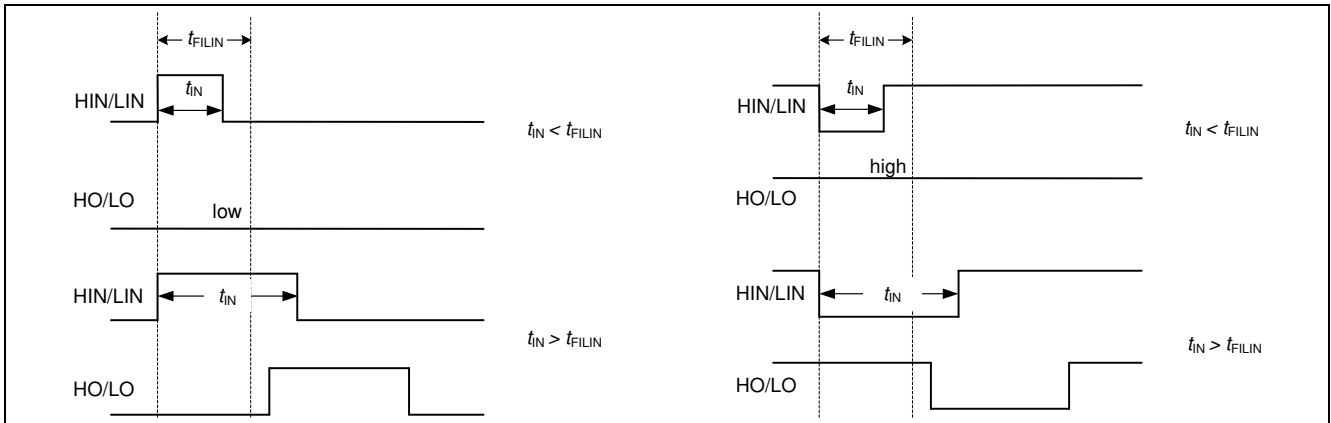 tFILIN
HIN/LIN
tIN
tIN < tFILIN
HO/LO
low
HIN/LIN
tIN
tIN > tFILIN
HO/LO
tFILIN
HIN/LIN
tIN
tIN < tFILIN
high
HO/LO
HIN/LIN
tIN
tIN > tFILIN
HO/LO